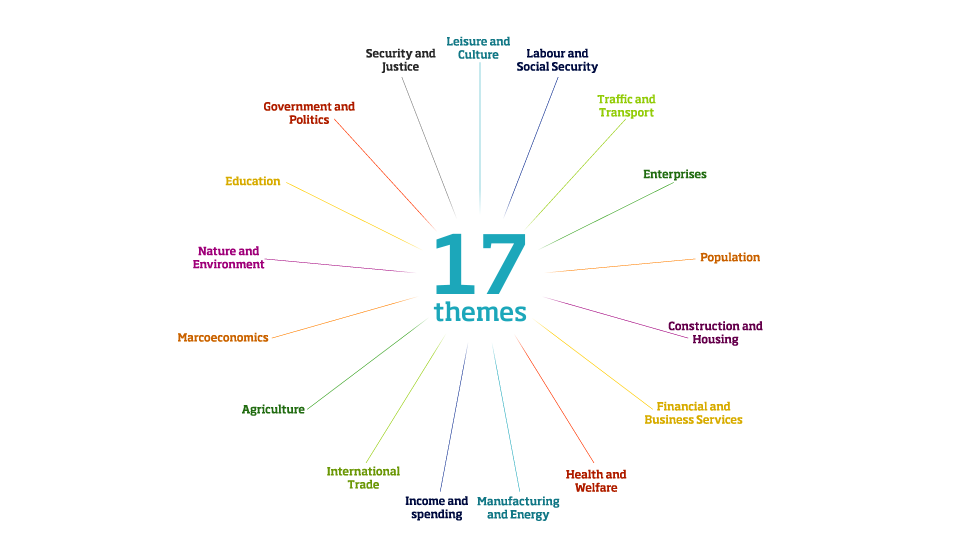 Leisure and
Culture
Labour and
Social Security
Traffic and
Transport
Enterprises
Population
Construction and
Housing
Financial and
Business Services
Health and
Welfare
Manufacturing
and Energy
Income and
spending
International
Trade
Agriculture
Marcoeconomics
Nature and
Environment
Education
Government and
Politics
Security and
Justice
17
themes